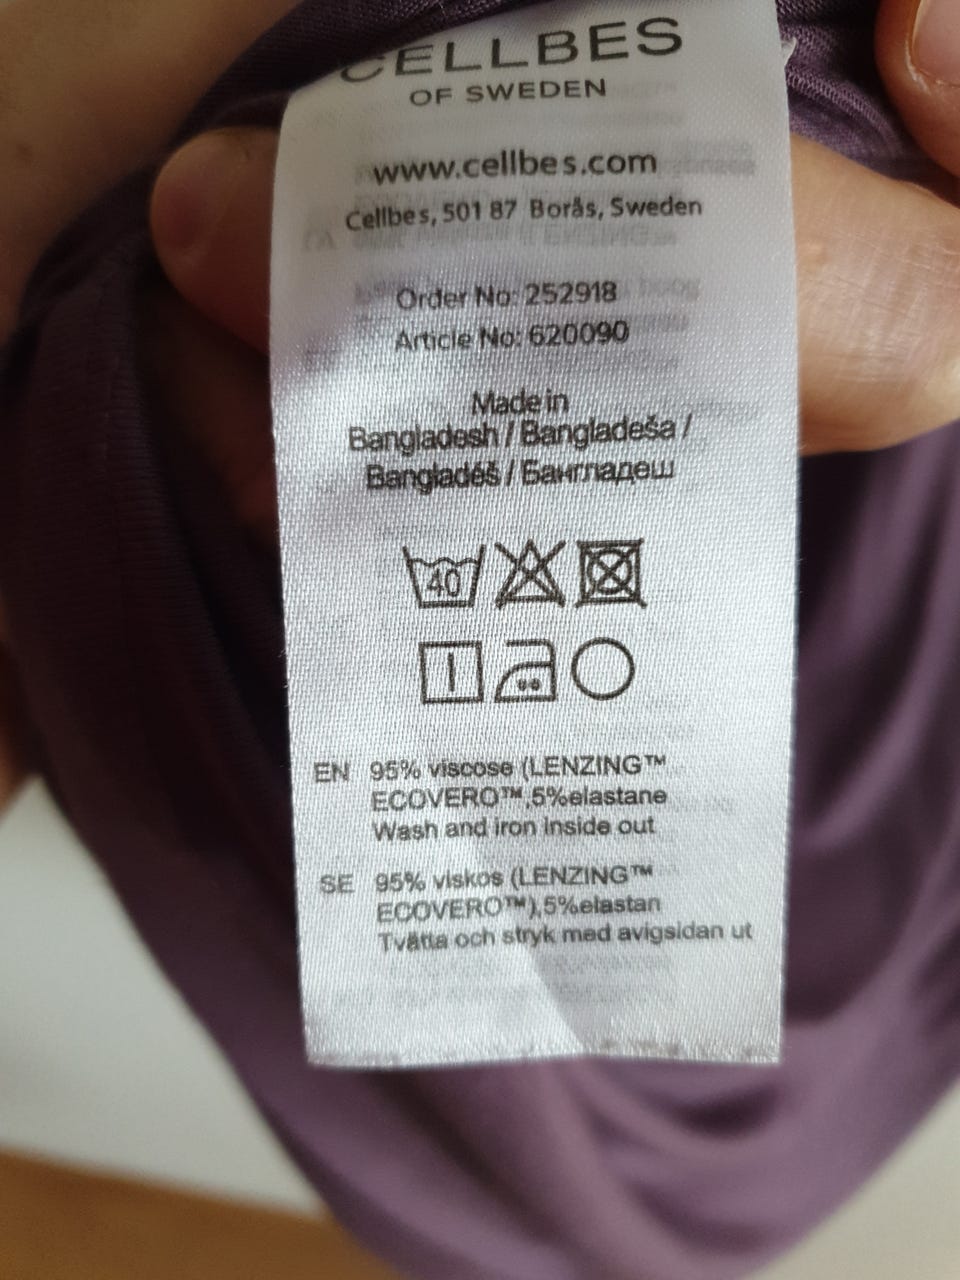 CELLBES
OF SWEDEN
www.cellbes.com
Cellbes, 501 87 Borås, Sweden
Order No: 252918
Article No: 620090
Made in
Bangladesh / Bangladeša /
Bangladéš / Бангладеш
40
EN 95% viscose (LENZING™
ECOVERO™,5%elastane
Wash and iron inside out
SE 95% viskos (LENZING™
ECOVERO™),5%elastan
Tvätta och stryk med avigsidan ut